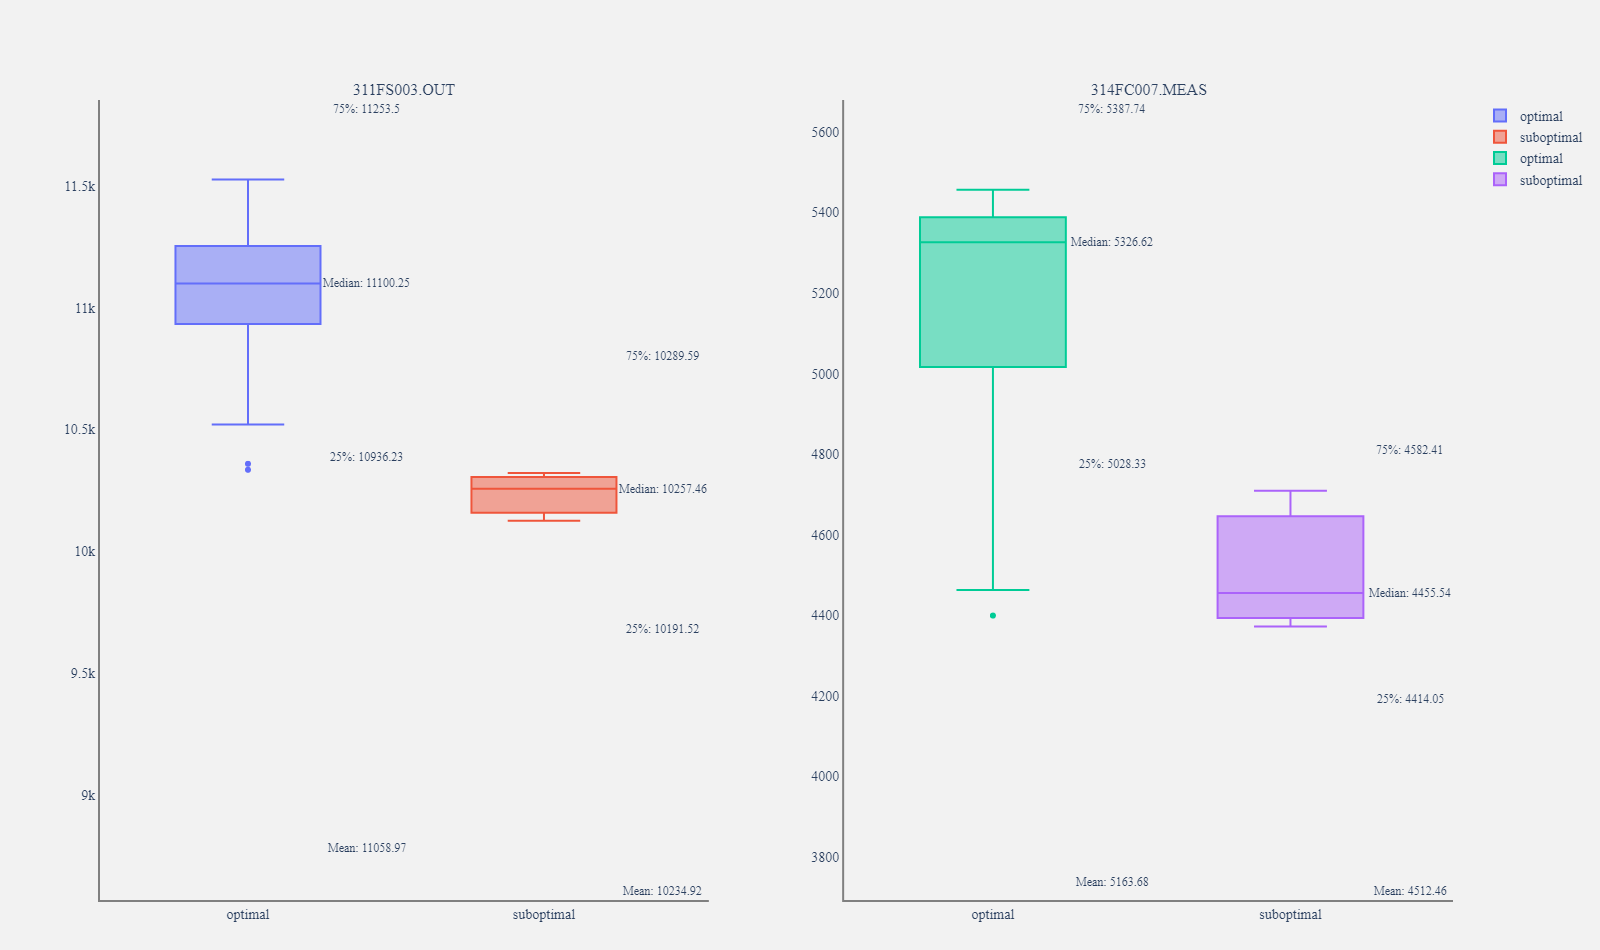 311FS003.OUT
75%: 11253.5
11.5k
11k
10.5k
10k
9.5k
9k
Median: 11100.25
75%: 10289.59
25%: 10936.23
Median: 10257.46
25%: 10191.52
Mean: 11058.97
Mean: 10234.92
optimal
suboptimal
314FC007.MEAS
75%: 5387.74
5600
5400
5200
5000
4800
4600
4400
4200
4000
3800
Median: 5326.62
75%: 4582.41
25%: 5028.33
Median: 4455.54
25%: 4414.05
Mean: 5163.68
Mean: 4512.46
optimal
suboptimal
optimal
suboptimal
optimal
suboptimal